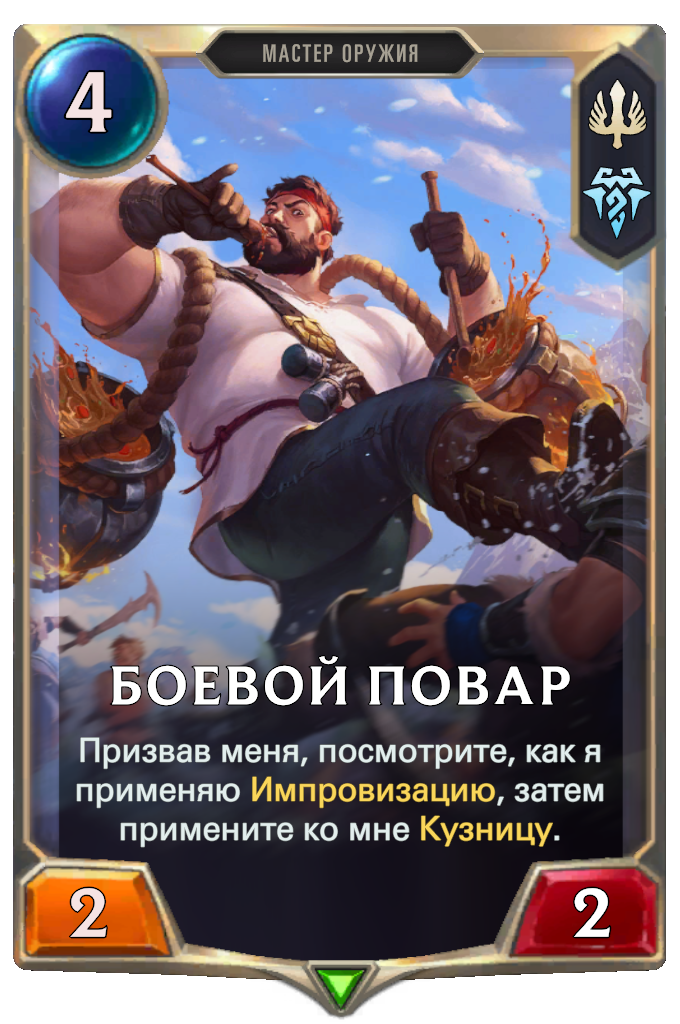 4
МАСТЕР ОРУЖИЯ
БОЕВОЙ ПОВАР
Призвав меня, посмотрите, как я
применяю Импровизацию, затем
примените ко мне Кузницу.
2
2